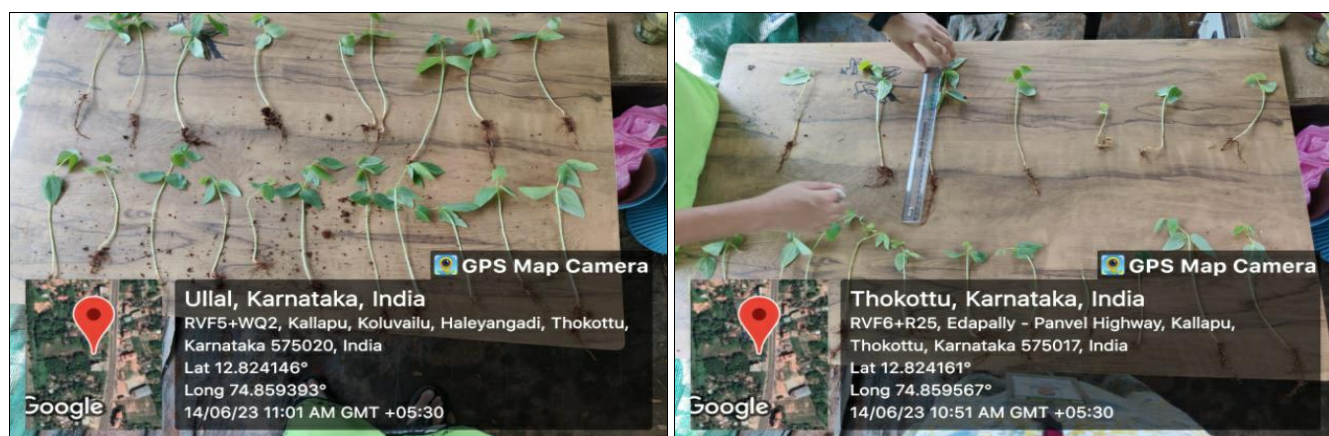 GPS Map Camera
Ullal, Karnataka, India
RVF5+WQ2, Kallapu, Koluvailu, Haleyangadi, Thokottu,
Karnataka 575020, India
Lat 12.824146°
Long 74.859393°
14/06/23 11:01 AM GMT +05:30
Google
GPS Map Camera
Thokottu, Karnataka, India
RVF6+R25, Edapally - Panvel Highway, Kallapu,
Thokottu, Karnataka 575017, India
Lat 12.824161°
Long 74.859567°
14/06/23 10:51 AM GMT +05:30
Google